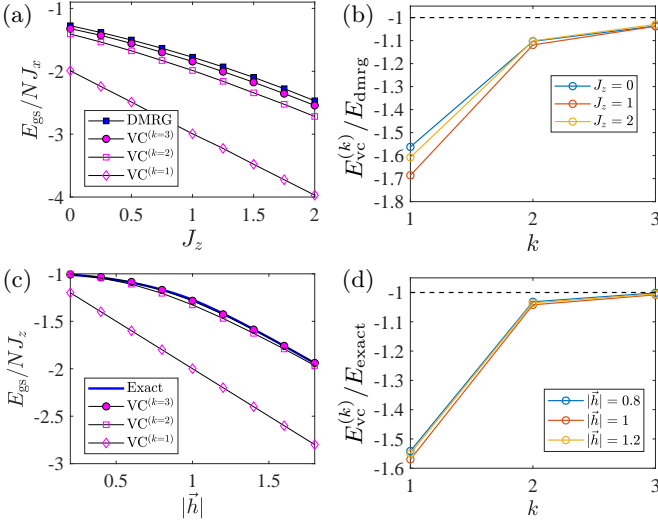 (a)
-1
-2
-3
-4
E_gs/NJ_x
DMRG
VC^(k=3)
VC^(k=2)
VC^(k=1)
0 0.5 1 1.5 2
J_z
(b)
-1
-1.1
-1.2
-1.3
-1.4
-1.5
-1.6
-1.7
-1.8
E_vc^(k)/E_dmrg
J_z = 0
J_z = 1
J_z = 2
1 2 3
k
(c)
-1
-1.5
-2
-2.5
-3
E_gs/NJ_z
Exact
VC^(k=3)
VC^(k=2)
VC^(k=1)
0.5 1 1.5
|h⃗|
(d)
-1
-1.1
-1.2
-1.3
-1.4
-1.5
-1.6
E_vc^(k)/E_exact
|h⃗| = 0.8
|h⃗| = 1
|h⃗| = 1.2
1 2 3
k